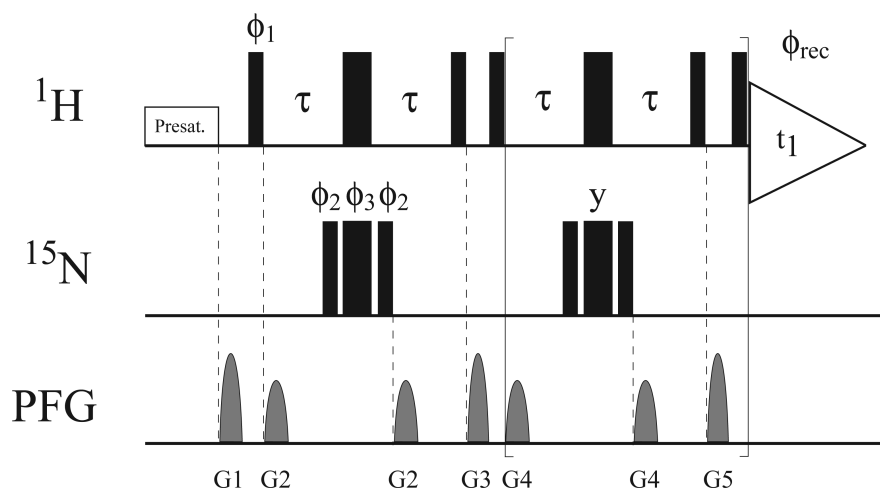 ϕ1 ϕrec
1H Presat. τ τ τ τ t1
ϕ2 ϕ3 ϕ2 y
15N
PFG
G1 G2 G2 G3 G4 G4 G5